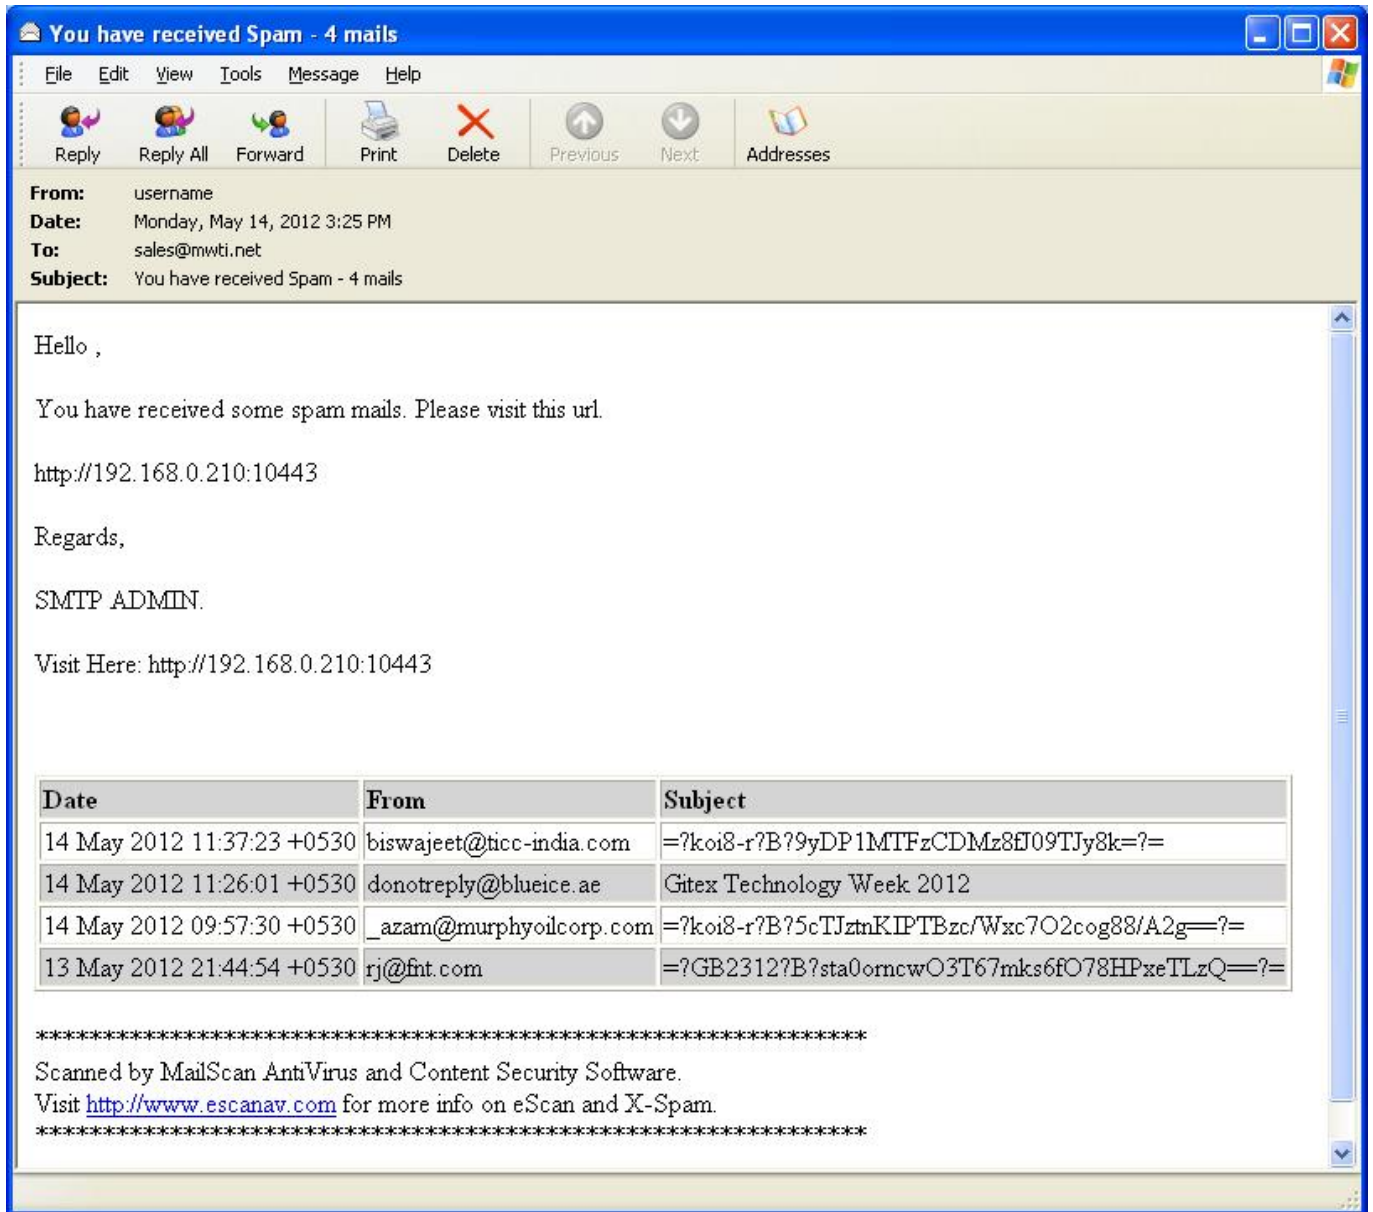 You have received Spam - 4 mails
File Edit View Tools Message Help
Reply Reply All Forward Print Delete Previous Next Addresses
From: username
Date: Monday, May 14, 2012 3:25 PM
To: sales@mwti.net
Subject: You have received Spam - 4 mails
Hello ,
You have received some spam mails. Please visit this url.
http://192.168.0.210:10443
Regards,
SMTP ADMIN.
Visit Here: http://192.168.0.210:10443
Date From Subject
14 May 2012 11:37:23 +0530 biswajeet@ticc-india.com =?koi8-r?B?9yDP1MTFzCDMz8fJ09TJy8k=?=
14 May 2012 11:26:01 +0530 donotreply@blueice.ae Gitex Technology Week 2012
14 May 2012 09:57:30 +0530 _azam@murphyoilcorp.com =?koi8-r?B?5cTJztnKIPTBzc/Wxc7O2cog88/A2g==?=
13 May 2012 21:44:54 +0530 rj@fnt.com =?GB2312?B?sta0orncwO3T67mks6fO78HPxeTLzQ==?=
**************************************************************
Scanned by MailScan AntiVirus and Content Security Software.
Visit http://www.escanav.com for more info on eScan and X-Spam.
**************************************************************